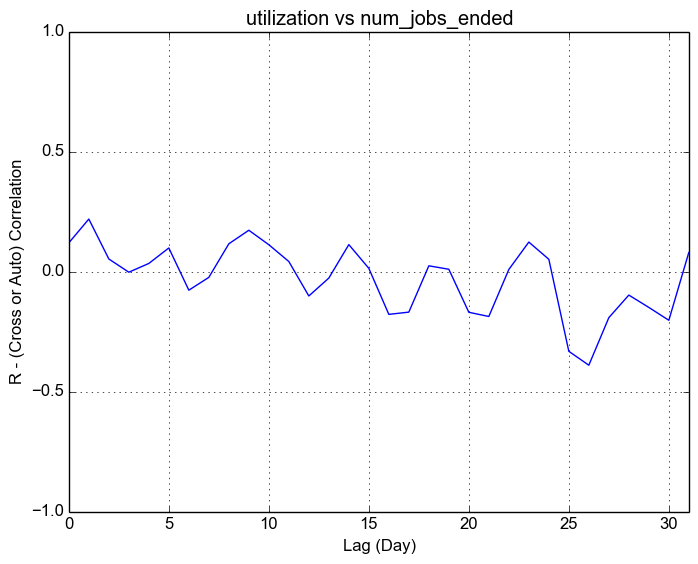 utilization vs num_jobs_ended
1.0
0.5
0.0
−0.5
−1.0
R - (Cross or Auto) Correlation
0 5 10 15 20 25 30
Lag (Day)